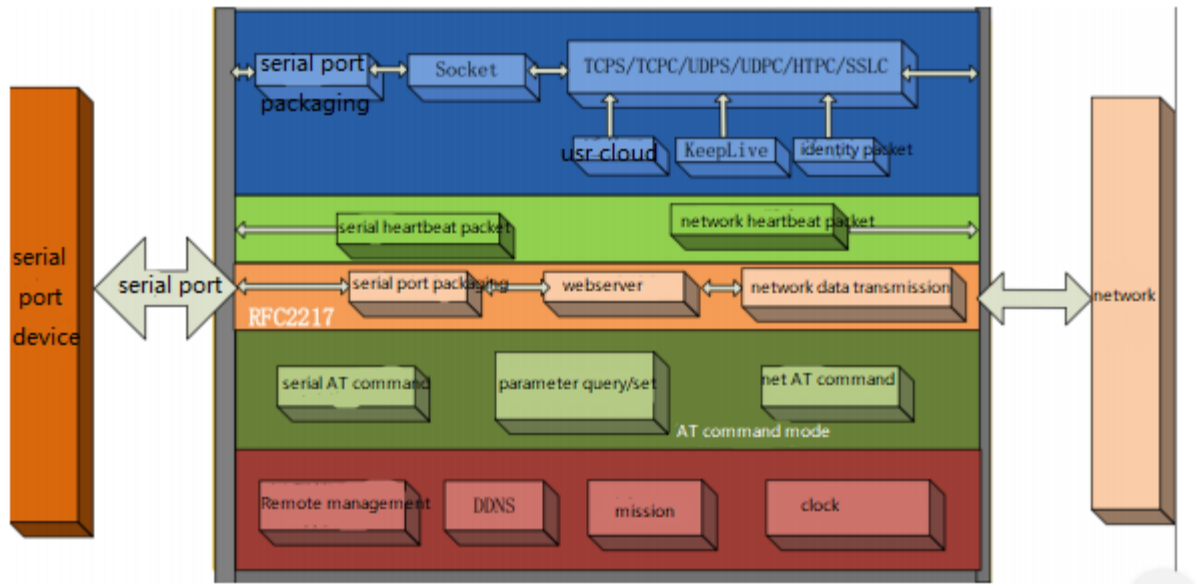 serial port
packaging
Socket
TCPS/TCPC/UDPS/UDPC/HTPC/SSLC
usr cloud
KeepLive
identity packet
serial heartbeat packet
network heartbeat packet
serial
port
device
serial port
serial port packaging
webserver
network data transmission
network
RFC2217
serial AT command
parameter query/set
net AT command
AT command mode
Remote management
DDNS
mission
clock